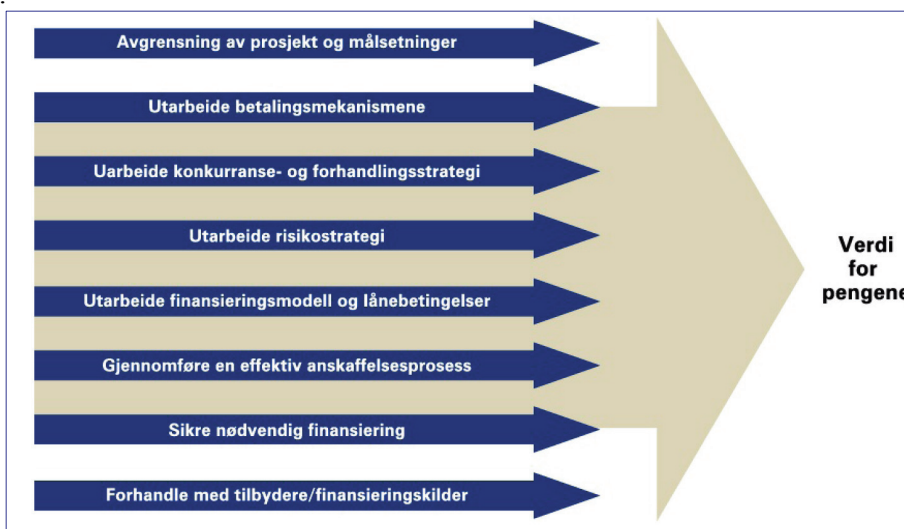 Avgrensning av prosjekt og målsetninger
Utarbeide betalingsmekanismene
Uarbeide konkurranse- og forhandlingsstrategi
Utarbeide risikostrategi
Utarbeide finansieringsmodell og lånebetingelser
Gjennomføre en effektiv anskaffelsesprosess
Sikre nødvendig finansiering
Forhandle med tilbydere/finansieringskilder
Verdi
for
pengene